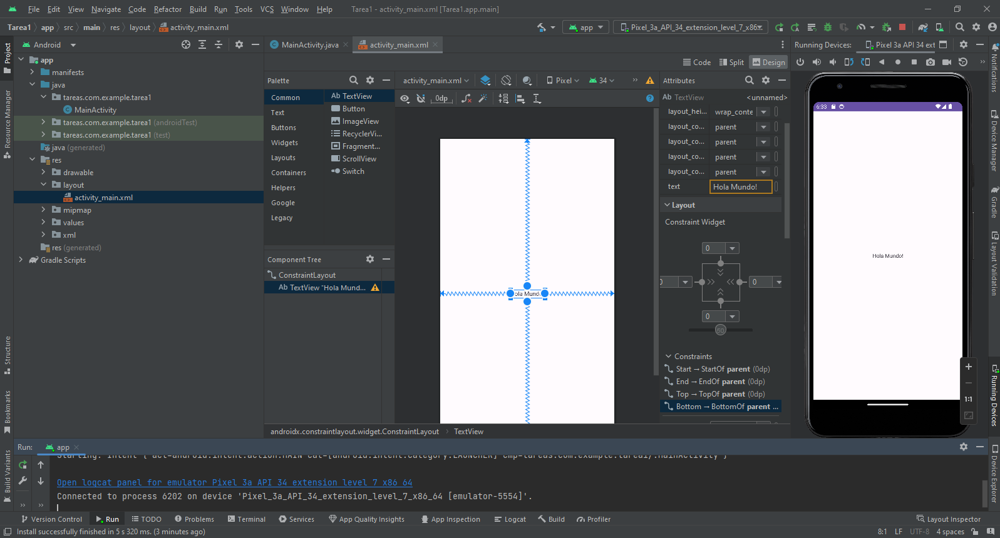 File Edit View Navigate Code Refactor Build Run Tools VCS Window Help Tarea1 - activity_main.xml [Tarea1.app.main]
Tarea1 app src main res layout activity_main.xml
app
Pixel_3a_API_34_extension_level_7_x86
Android
MainActivity.java
activity_main.xml
Running Devices: Pixel 3a API 34 ext
Code Split Design
Project
Resource Manager
Structure
Bookmarks
Build Variants
app
manifests
java
tareas.com.example.tarea1
MainActivity
tareas.com.example.tarea1 (androidTest)
tareas.com.example.tarea1 (test)
java (generated)
res
drawable
layout
activity_main.xml
mipmap
values
xml
res (generated)
Gradle Scripts
Palette
Common
Text
Buttons
Widgets
Layouts
Containers
Helpers
Google
Legacy
Ab TextView
Button
ImageView
RecyclerVi...
Fragment...
ScrollView
Switch
Component Tree
ConstraintLayout
Ab TextView "Hola Mund...
activity_main.xml Pixel 34
0dp
ola Mund
Attributes
Ab TextView <unnamed>
layout_hei... wrap_conte
layout_co... parent
layout_co... parent
layout_co... parent
layout_co... parent
text Hola Mundo!
Layout
Constraint Widget
0
0 0
0
50
Constraints
Start → StartOf parent (0dp)
End → EndOf parent (0dp)
Top → TopOf parent (0dp)
Bottom → BottomOf parent ...
6:33
Hola Mundo!
1:1
Notifications
Device Manager
Gradle
Layout Validation
Running Devices
Device Explorer
androidx.constraintlayout.widget.ConstraintLayout TextView
Run: app
Starting: Intent { act=android.intent.action.MAIN cat=[android.intent.category.LAUNCHER] cmp=tareas.com.example.tarea1/.MainActivity }
Open logcat panel for emulator Pixel 3a API 34 extension level 7 x86 64
Connected to process 6202 on device 'Pixel_3a_API_34_extension_level_7_x86_64 [emulator-5554]'.
Version Control Run TODO Problems Terminal Services App Quality Insights App Inspection Logcat Build Profiler Layout Inspector
Install successfully finished in 5 s 320 ms. (3 minutes ago) 8:1 LF UTF-8 4 spaces